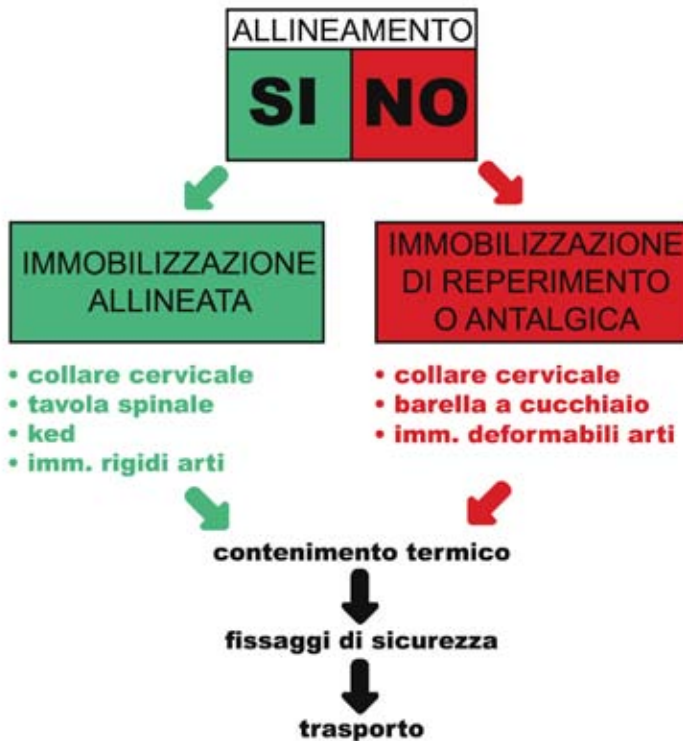 ALLINEAMENTO
SI NO
IMMOBILIZZAZIONE
ALLINEATA
• collare cervicale
• tavola spinale
• ked
• imm. rigidi arti
IMMOBILIZZAZIONE
DI REPERIMENTO
O ANTALGICA
• collare cervicale
• barella a cucchiaio
• imm. deformabili arti
contenimento termico
fissaggi di sicurezza
trasporto